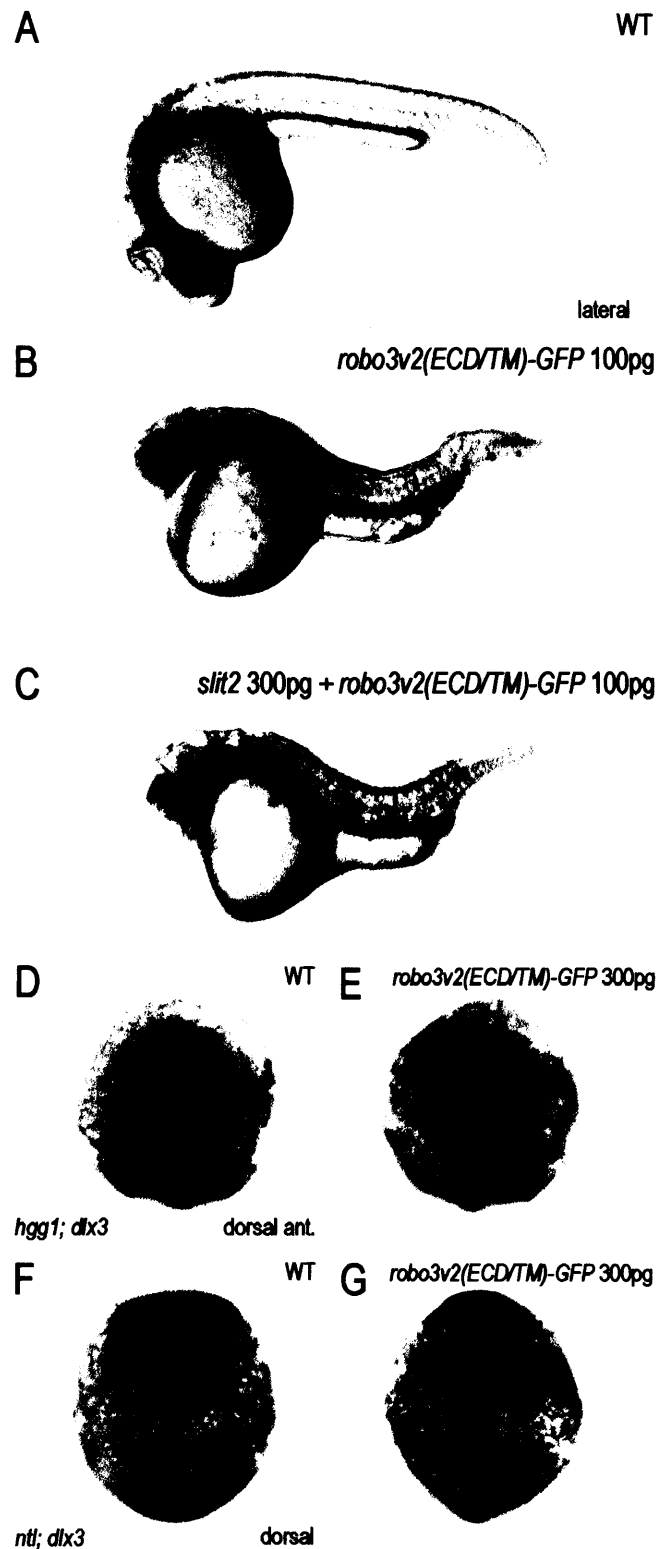 A WT
lateral
B robo3v2(ECD/TM)-GFP 100pg
C slit2 300pg + robo3v2(ECD/TM)-GFP 100pg
D WT E robo3v2(ECD/TM)-GFP 300pg
hgg1; dlx3 dorsal ant.
F WT G robo3v2(ECD/TM)-GFP 300pg
ntl; dlx3 dorsal